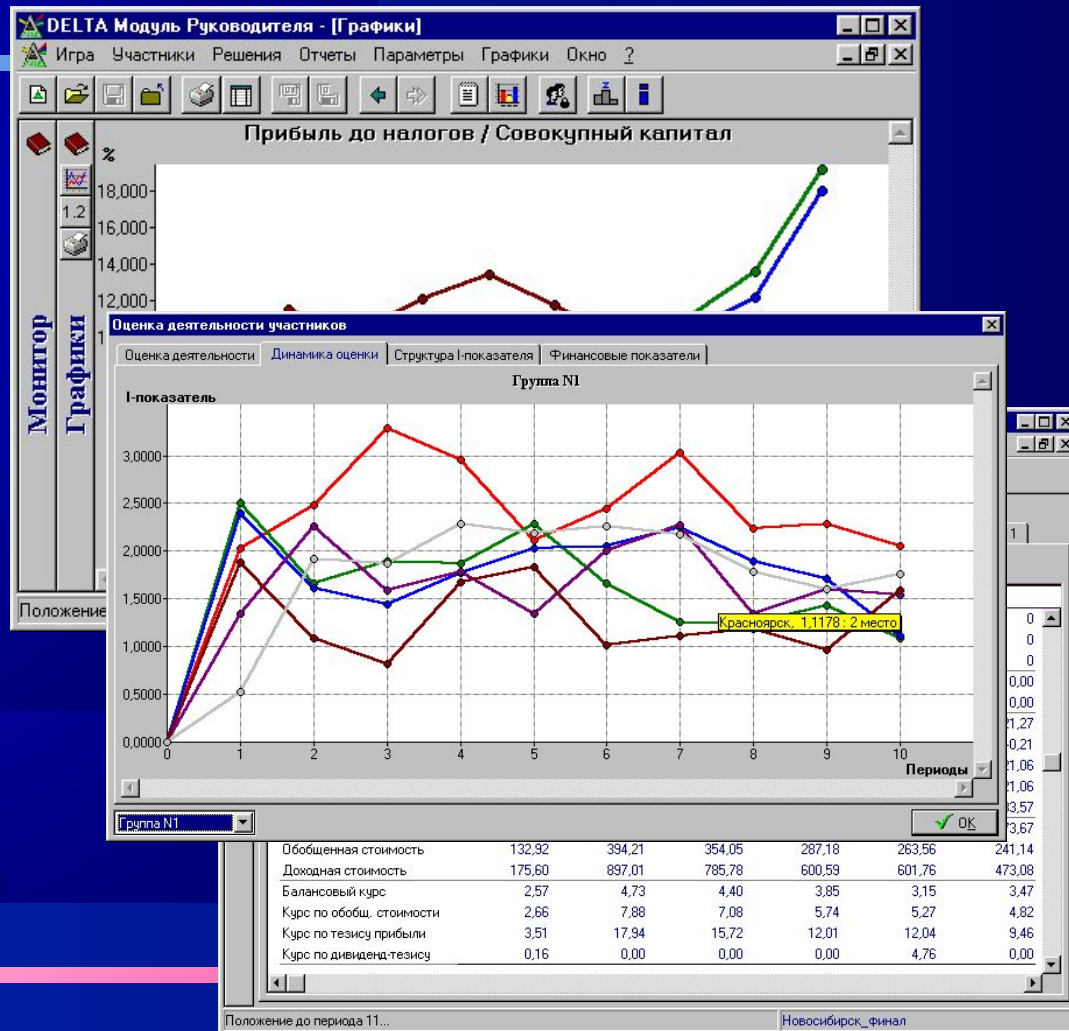 DELTA Модуль Руководителя - [Графики]
Игра Участники Решения Отчеты Параметры Графики Окно ?
Прибыль до налогов / Совокупный капитал
%
18,000
16,000
14,000
12,000
1.2
Монитор
Графики
Положение
Оценка деятельности участников
Оценка деятельности Динамика оценки Структура I-показателя Финансовые показатели
Группа N1
I-показатель
3,0000
2,5000
2,0000
1,5000
1,0000
0,5000
0,0000
Красноярск, 1,1178 : 2 место
0 1 2 3 4 5 6 7 8 9 10
Периоды
Группа N1
OK
1
0
0
0
0,00
0,00
21,27
-0,21
21,06
21,06
73,67
Обобщенная стоимость 132,92 394,21 354,05 287,18 263,56 241,14
Доходная стоимость 175,60 897,01 785,78 600,59 601,76 473,08
Балансовый курс 2,57 4,73 4,40 3,85 3,15 3,47
Курс по обобщ. стоимости 2,66 7,88 7,08 5,74 5,27 4,82
Курс по тезису прибыли 3,51 17,94 15,72 12,01 12,04 9,46
Курс по дивиденд-тезису 0,16 0,00 0,00 0,00 4,76 0,00
Положение до периода 11...
Новосибирск_финал